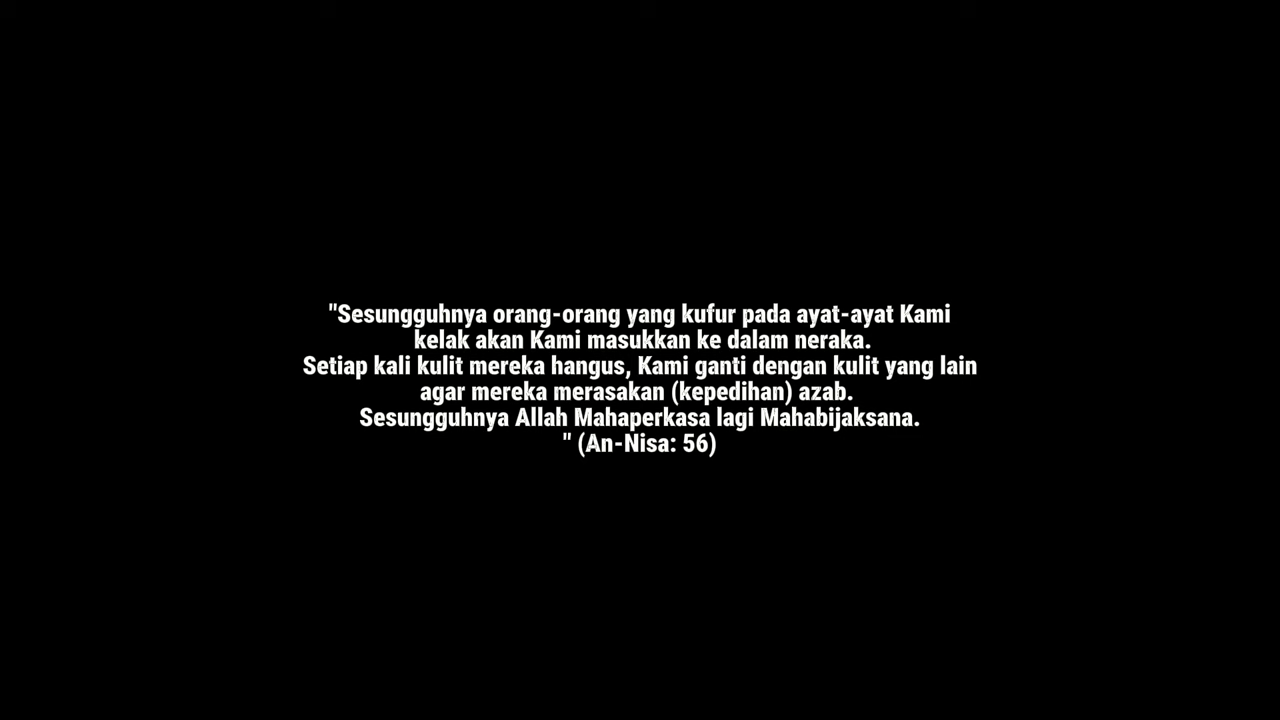 "Sesungguhnya orang-orang yang kufur pada ayat-ayat Kami
kelak akan Kami masukkan ke dalam neraka.
Setiap kali kulit mereka hangus, Kami ganti dengan kulit yang lain
agar mereka merasakan (kepedihan) azab.
Sesungguhnya Allah Mahaperkasa lagi Mahabijaksana.
" (An-Nisa: 56)